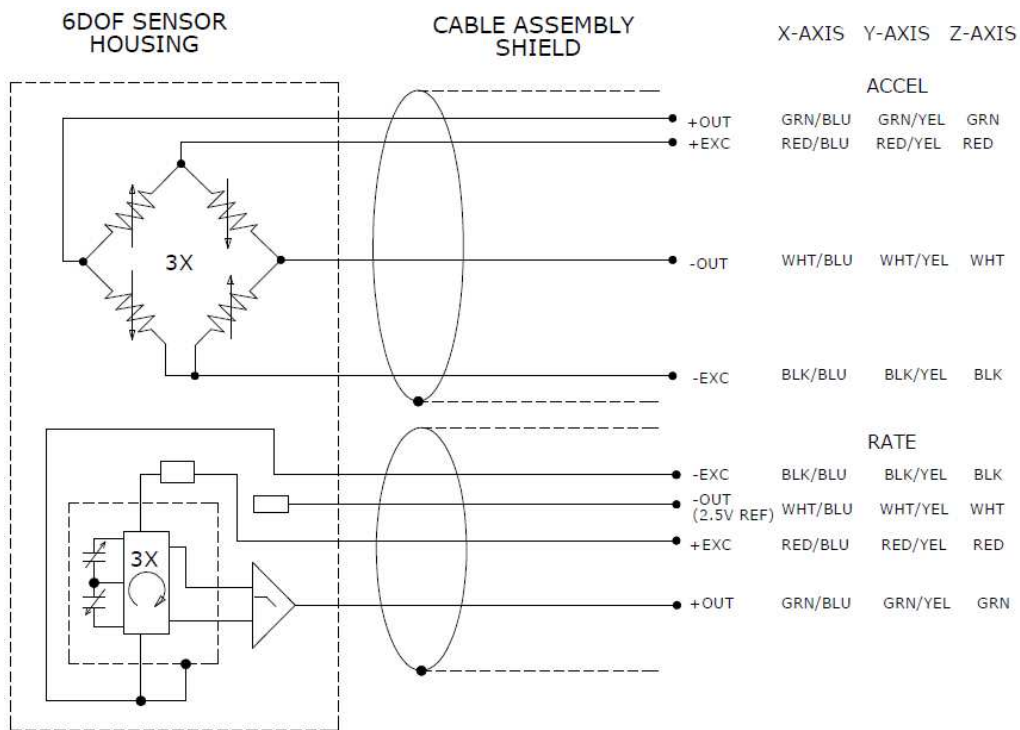 6DOF SENSOR
HOUSING
CABLE ASSEMBLY
SHIELD
X-AXIS Y-AXIS Z-AXIS
ACCEL
+OUT GRN/BLU GRN/YEL GRN
+EXC RED/BLU RED/YEL RED
3X
-OUT WHT/BLU WHT/YEL WHT
-EXC BLK/BLU BLK/YEL BLK
RATE
-EXC BLK/BLU BLK/YEL BLK
-OUT
(2.5V REF) WHT/BLU WHT/YEL WHT
+EXC RED/BLU RED/YEL RED
3X
+OUT GRN/BLU GRN/YEL GRN